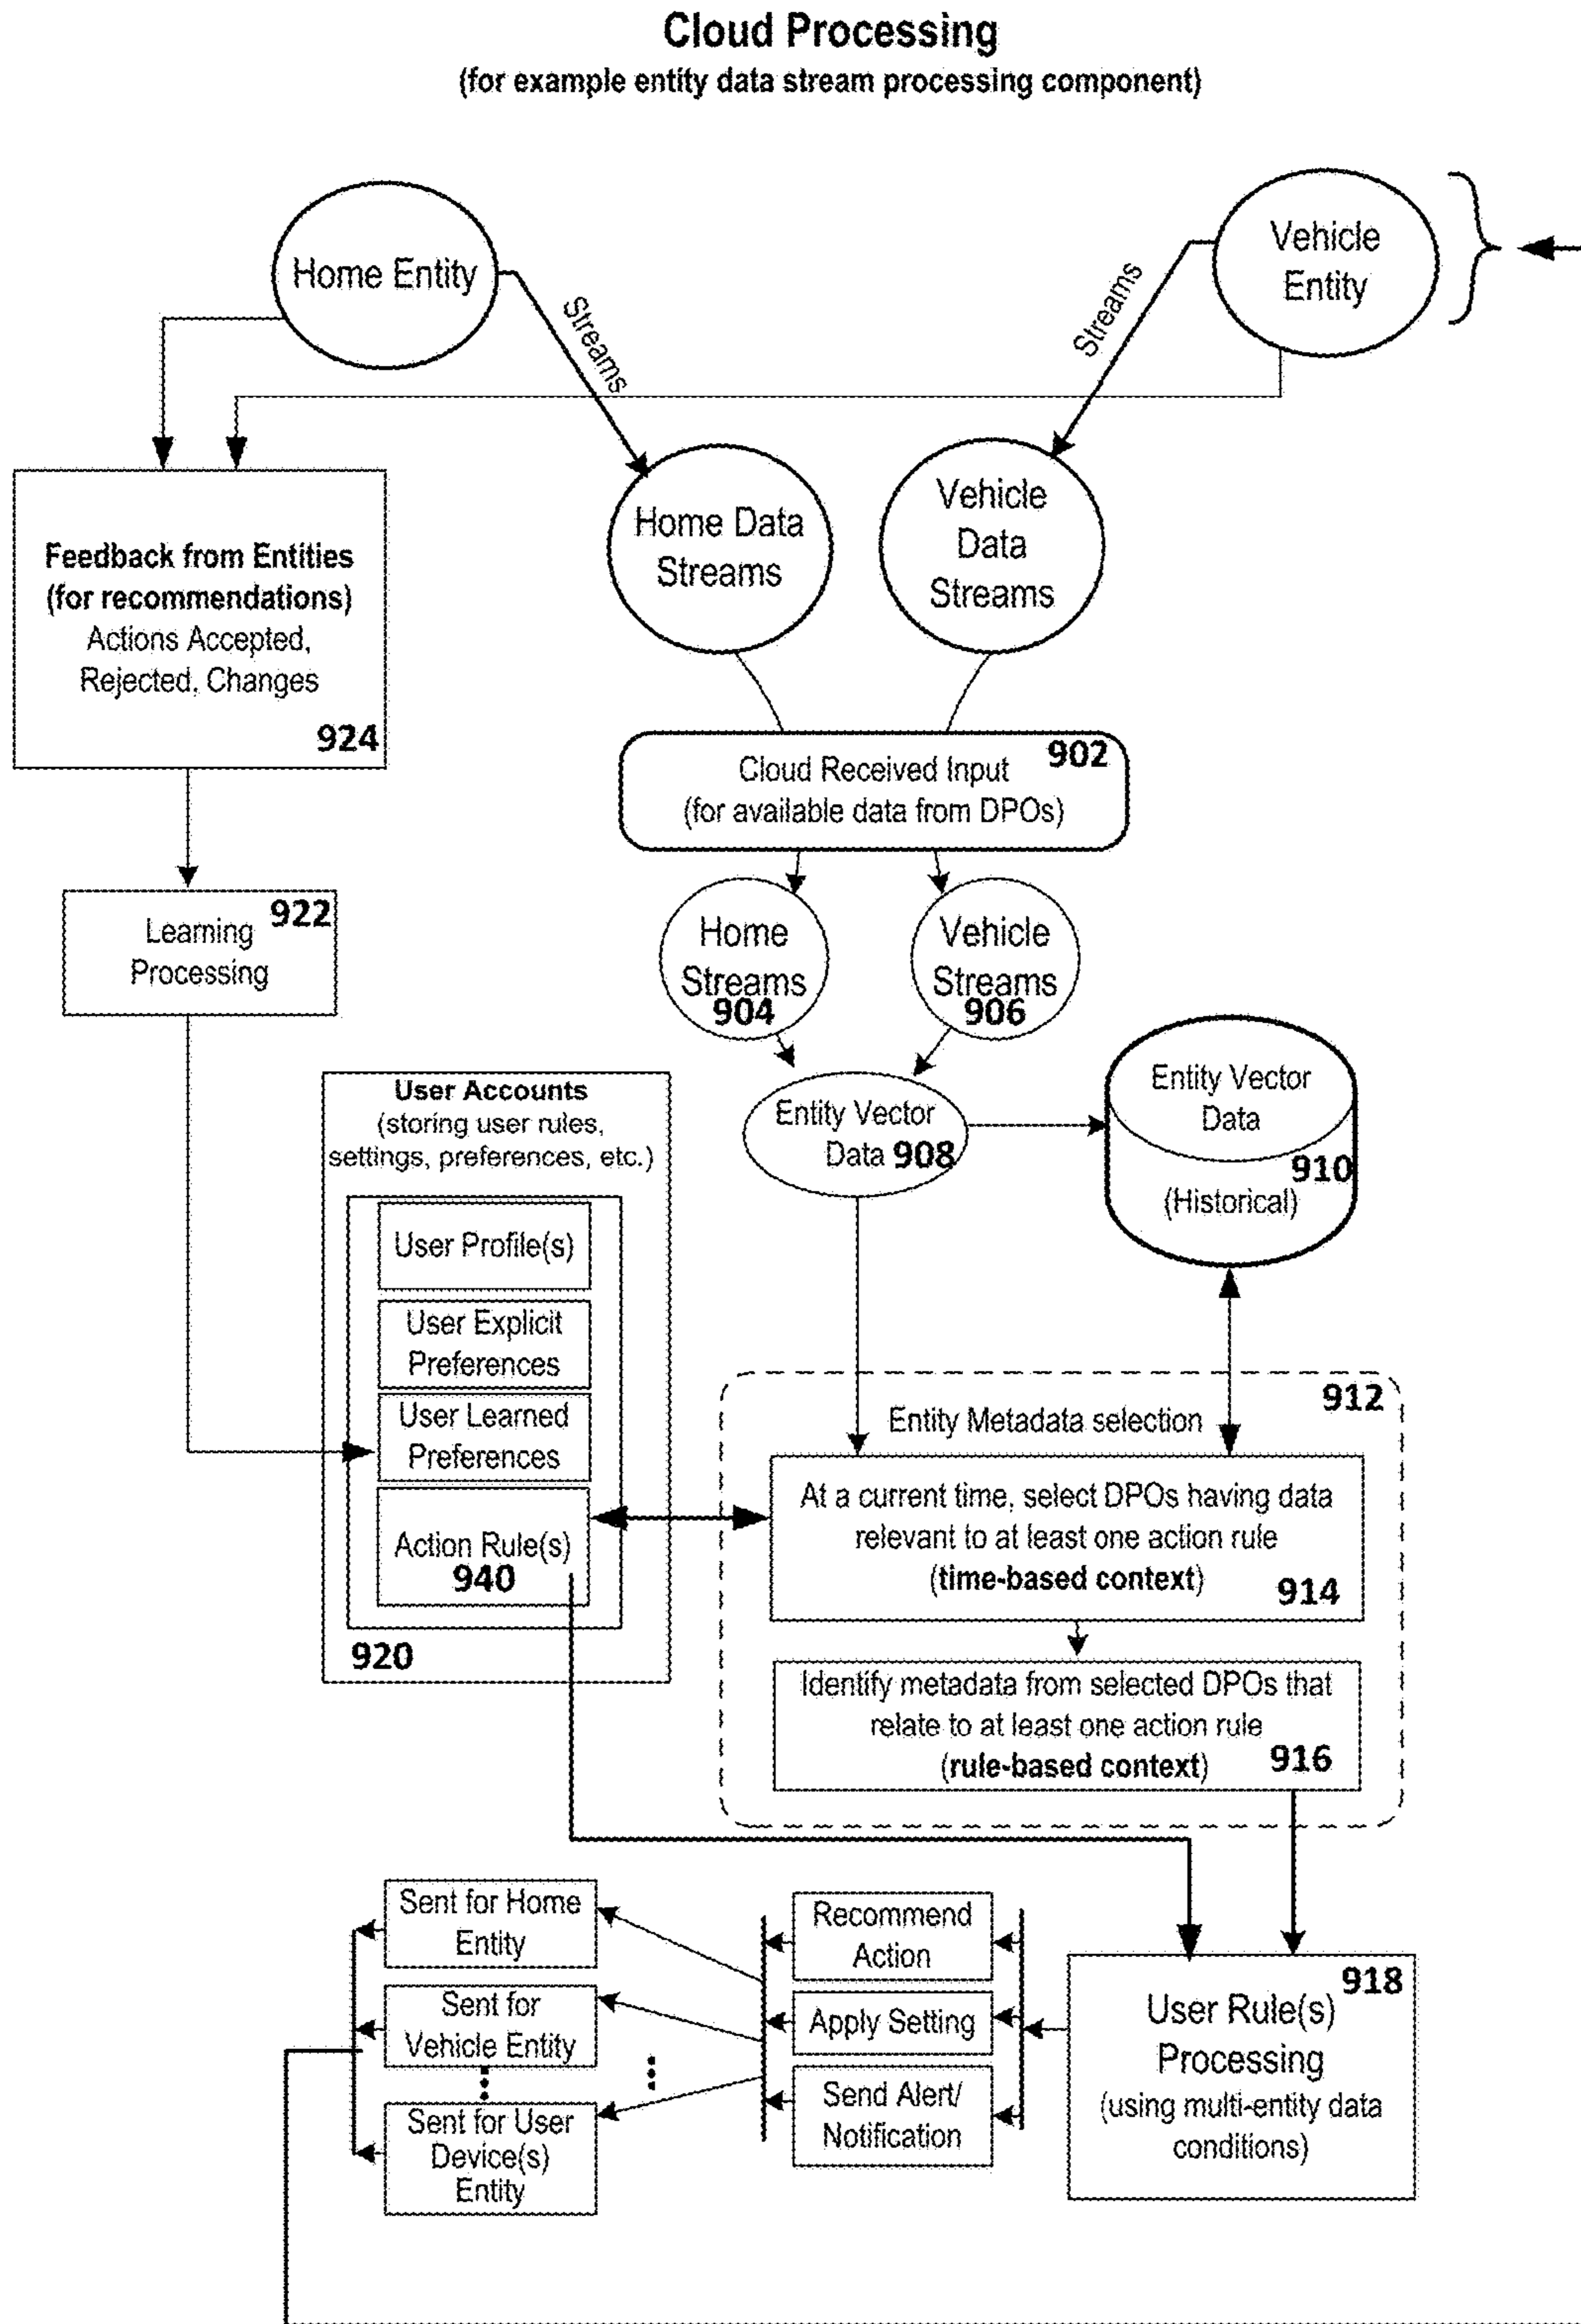 Cloud Processing
(for example entity data stream processing component)
Home Entity
Vehicle
Entity
Streams
Streams
Home Data
Streams
Vehicle
Data
Streams
Feedback from Entities
(for recommendations)
Actions Accepted,
Rejected, Changes
924
902
Cloud Received Input
(for available data from DPOs)
922
Learning
Processing
Home
Streams
904
Vehicle
Streams
906
Entity Vector
Data 908
Entity Vector
Data
910
(Historical)
User Accounts
(storing user rules,
settings, preferences, etc.)
User Profile(s)
User Explicit
Preferences
User Learned
Preferences
Action Rule(s)
940
920
912
Entity Metadata selection
At a current time, select DPOs having data
relevant to at least one action rule
(time-based context)
914
Identify metadata from selected DPOs that
relate to at least one action rule
(rule-based context)
916
Sent for Home
Entity
Sent for
Vehicle Entity
Sent for User
Device(s)
Entity
Recommend
Action
Apply Setting
Send Alert/
Notification
918
User Rule(s)
Processing
(using multi-entity data
conditions)